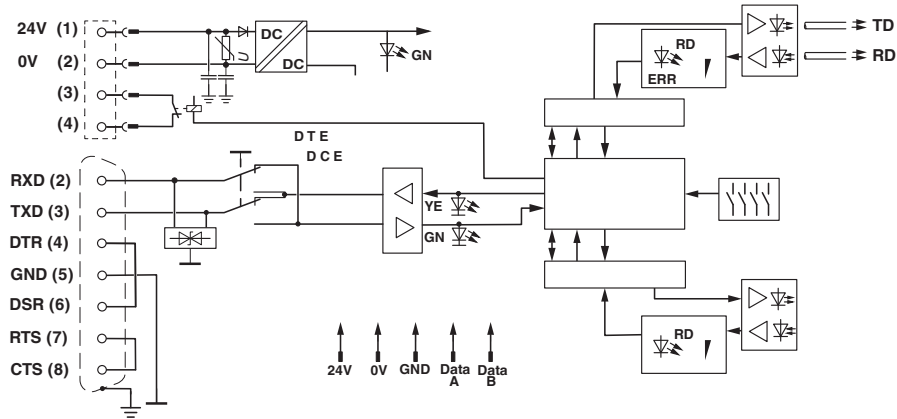 24V (1)
0V (2)
(3)
(4)
U
DC
DC
GN
RD
ERR
TD
RD
DTE
DCE
RXD (2)
TXD (3)
DTR (4)
GND (5)
DSR (6)
RTS (7)
CTS (8)
YE
GN
RD
24V
0V
GND
Data
A
Data
B